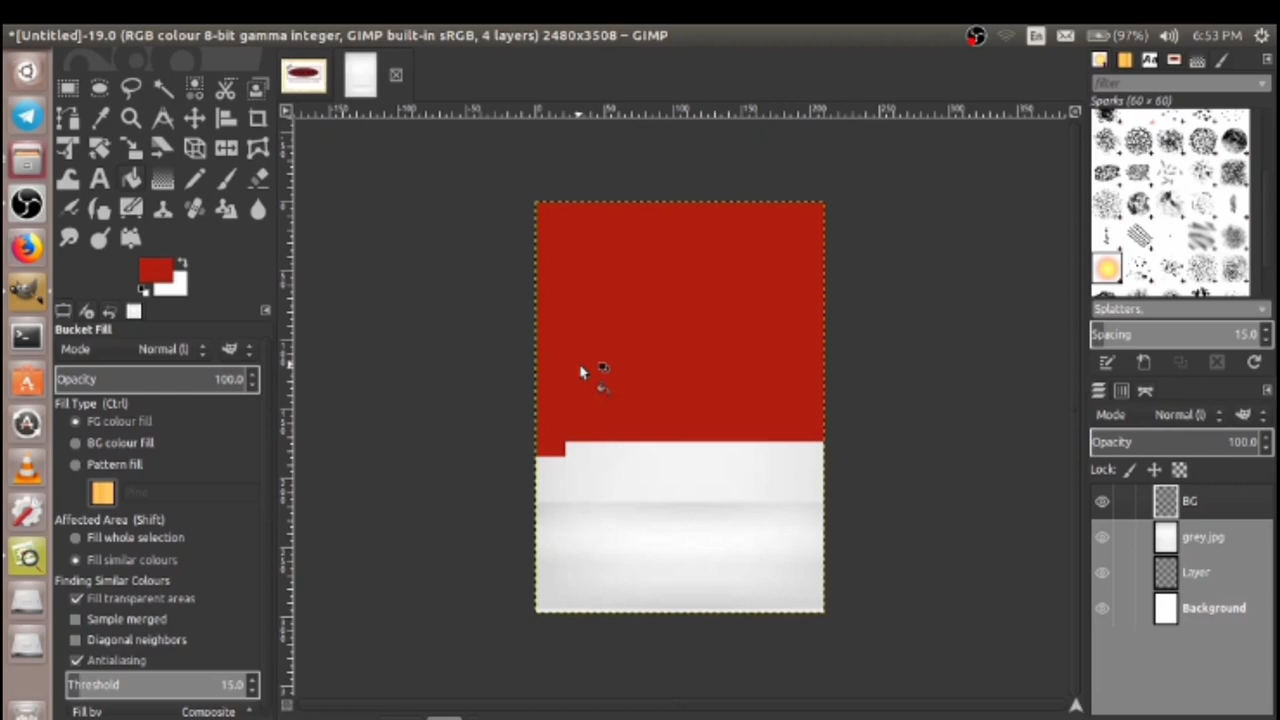 *[Untitled]-19.0 (RGB colour 8-bit gamma integer, GIMP built-in sRGB, 4 layers) 2480x3508 – GIMP
En
(97%)
6:53 PM
filter
Sparks (60 × 60)
Splatters,
Spacing 15.0
Bucket Fill
Mode Normal (l)
Opacity 100.0
Fill Type (Ctrl)
FG colour fill
BG colour fill
Pattern fill
Pine
Affected Area (Shift)
Fill whole selection
Fill similar colours
Finding Similar Colours
Fill transparent areas
Sample merged
Diagonal neighbors
Antialiasing
Threshold 15.0
Fill by Composite
Mode Normal (l)
Opacity 100.0
Lock:
BG
grey.jpg
Layer
Background